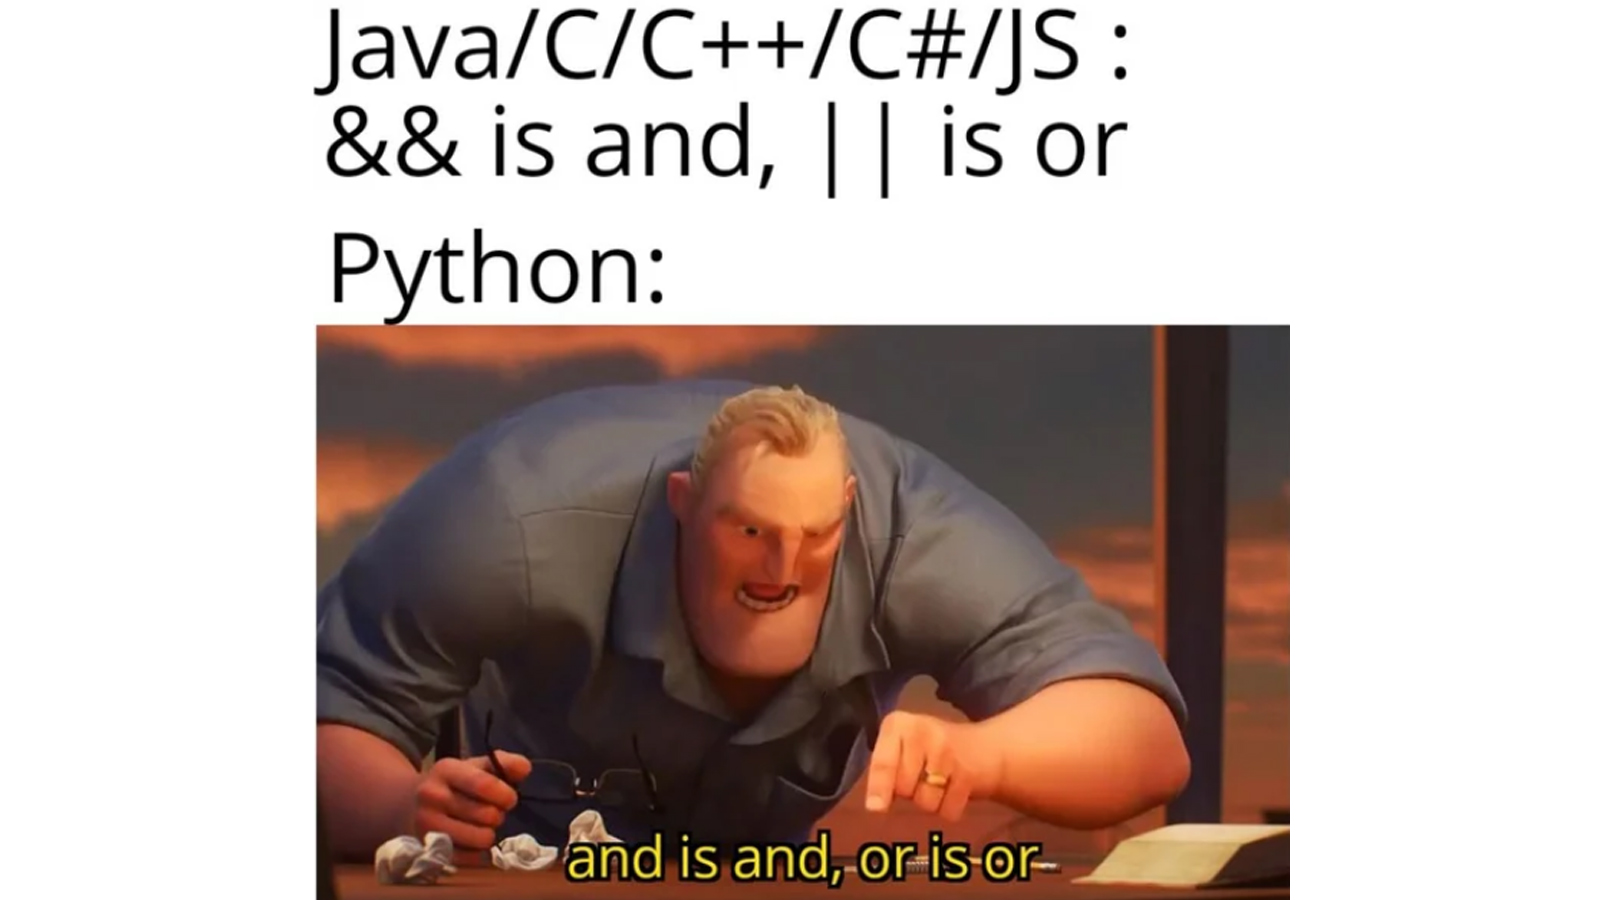 Java/C/C++/C#/JS :
&& is and, || is or
Python:
and is and, or is or